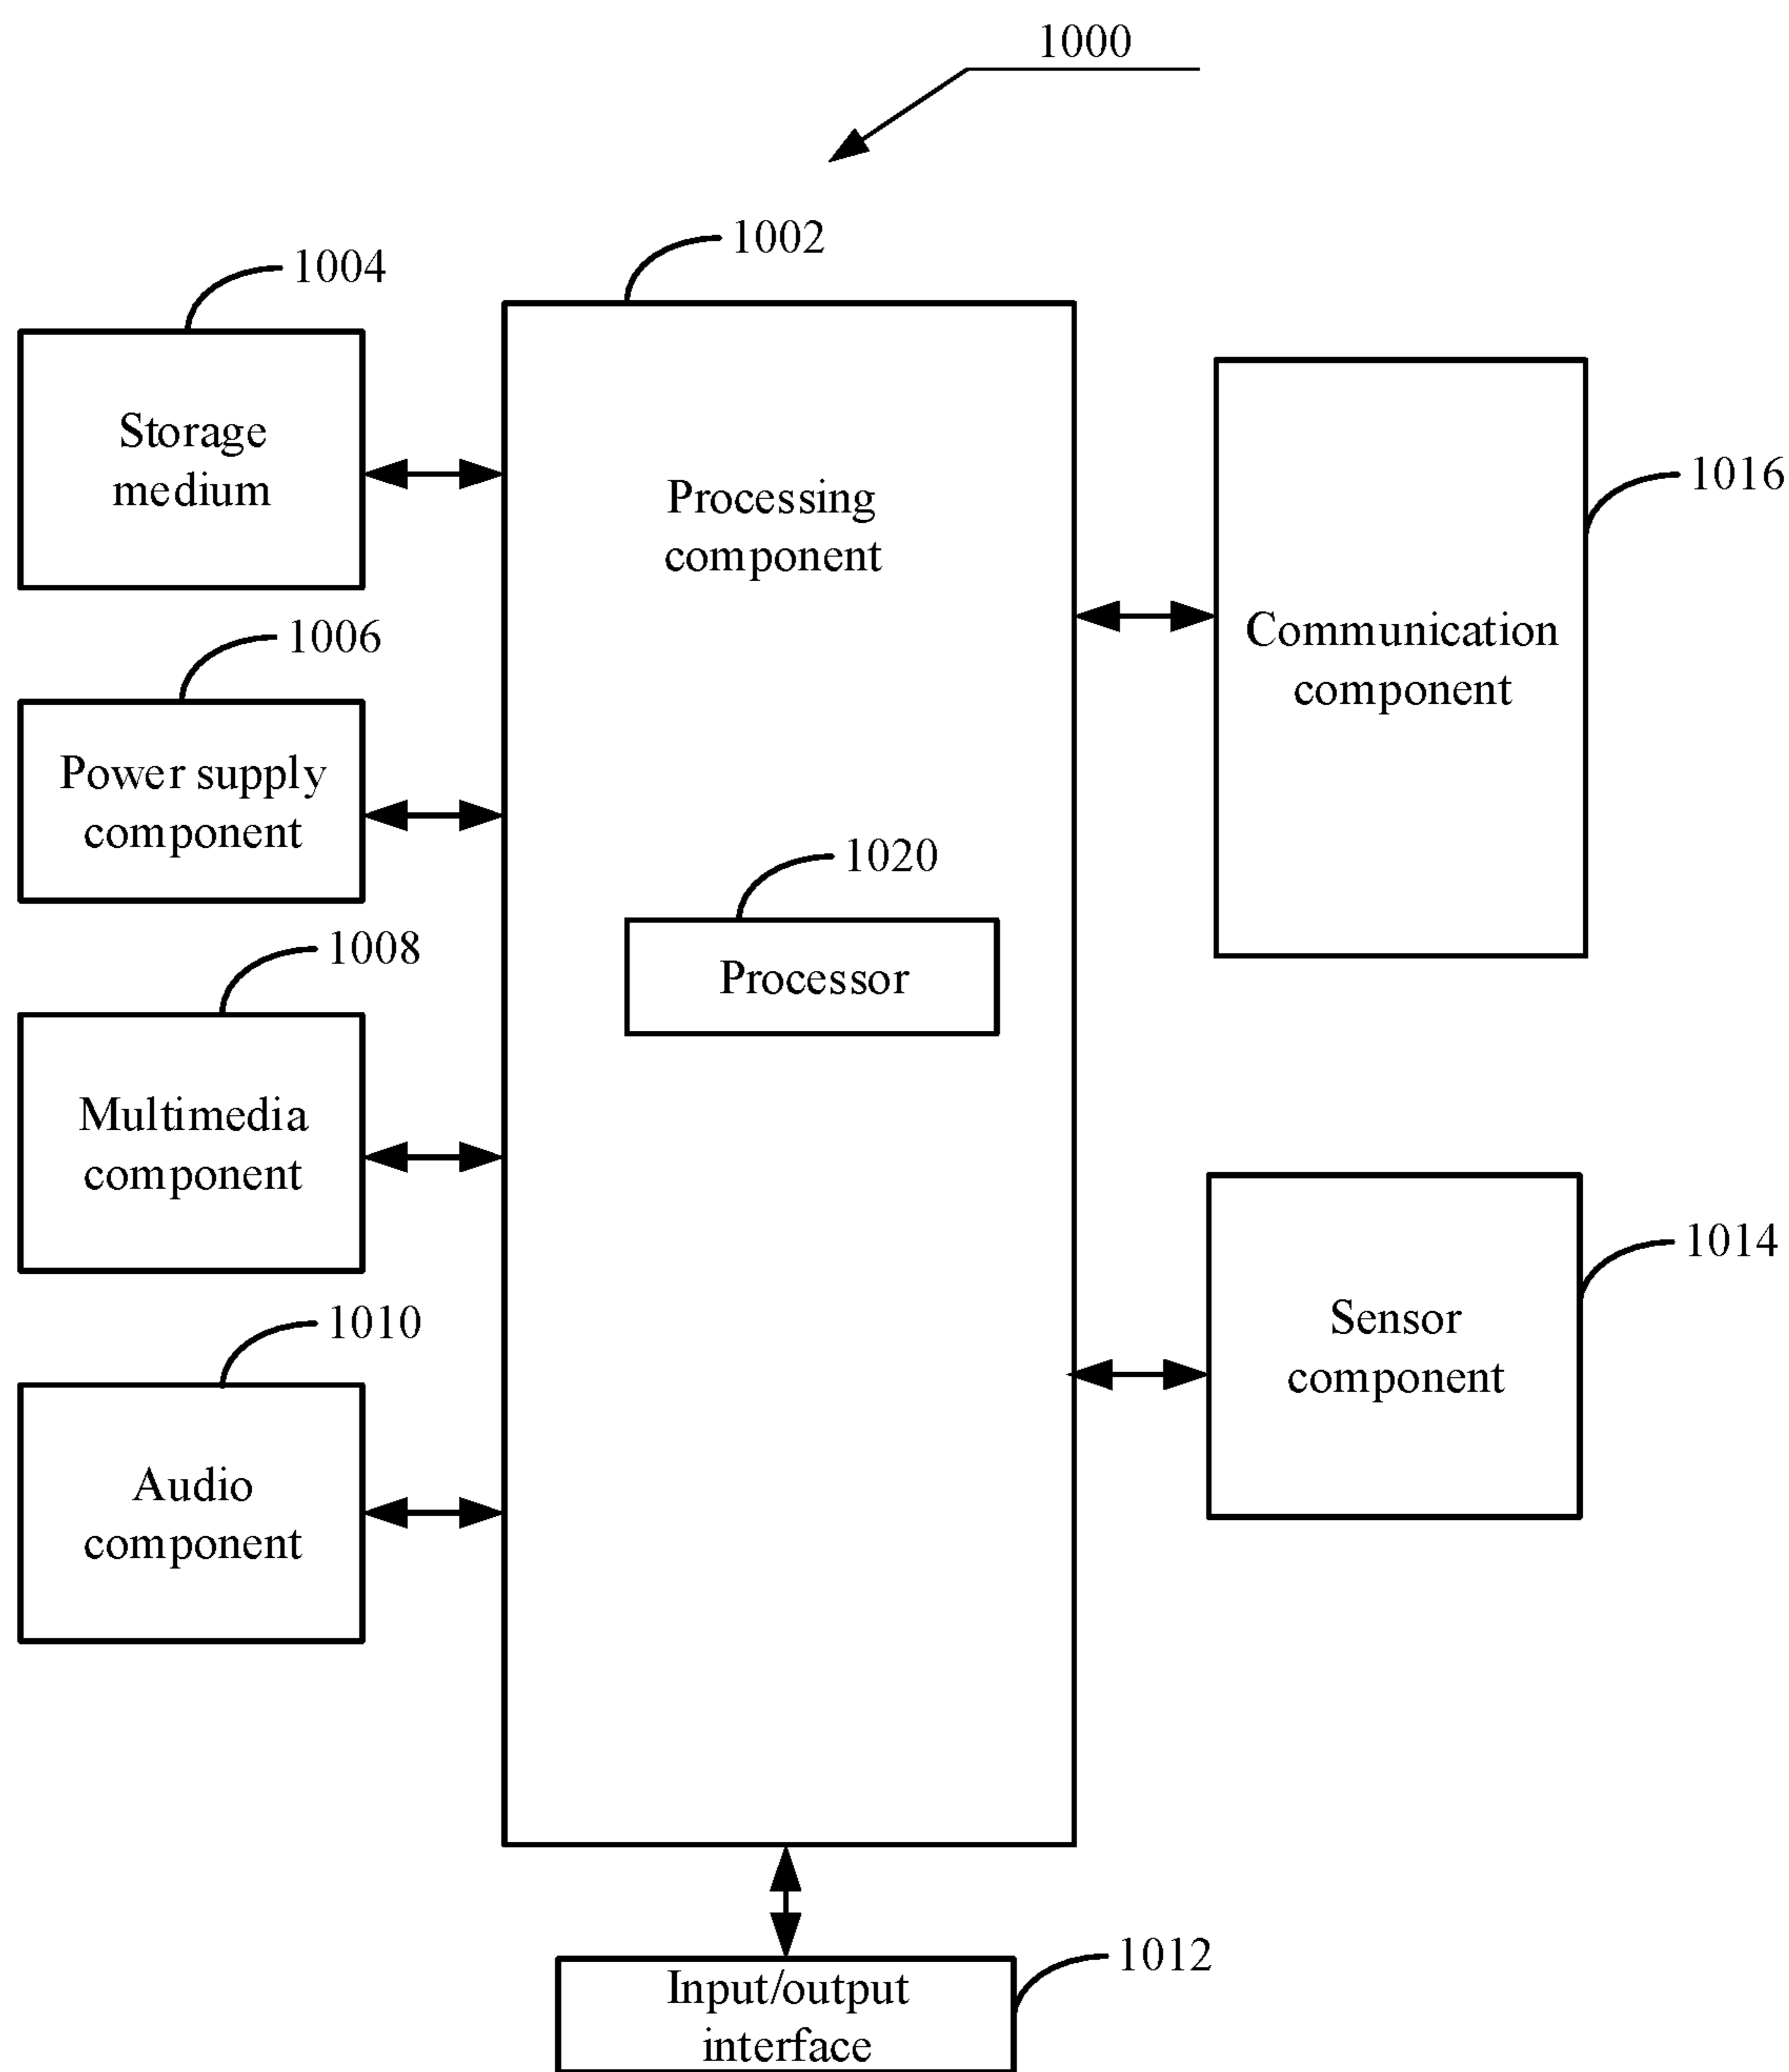 1000
1002
1004
Storage
medium
Processing
component
1016
Communication
component
1006
Power supply
component
1020
Processor
1008
Multimedia
component
1014
Sensor
component
1010
Audio
component
1012
Input/output
interface